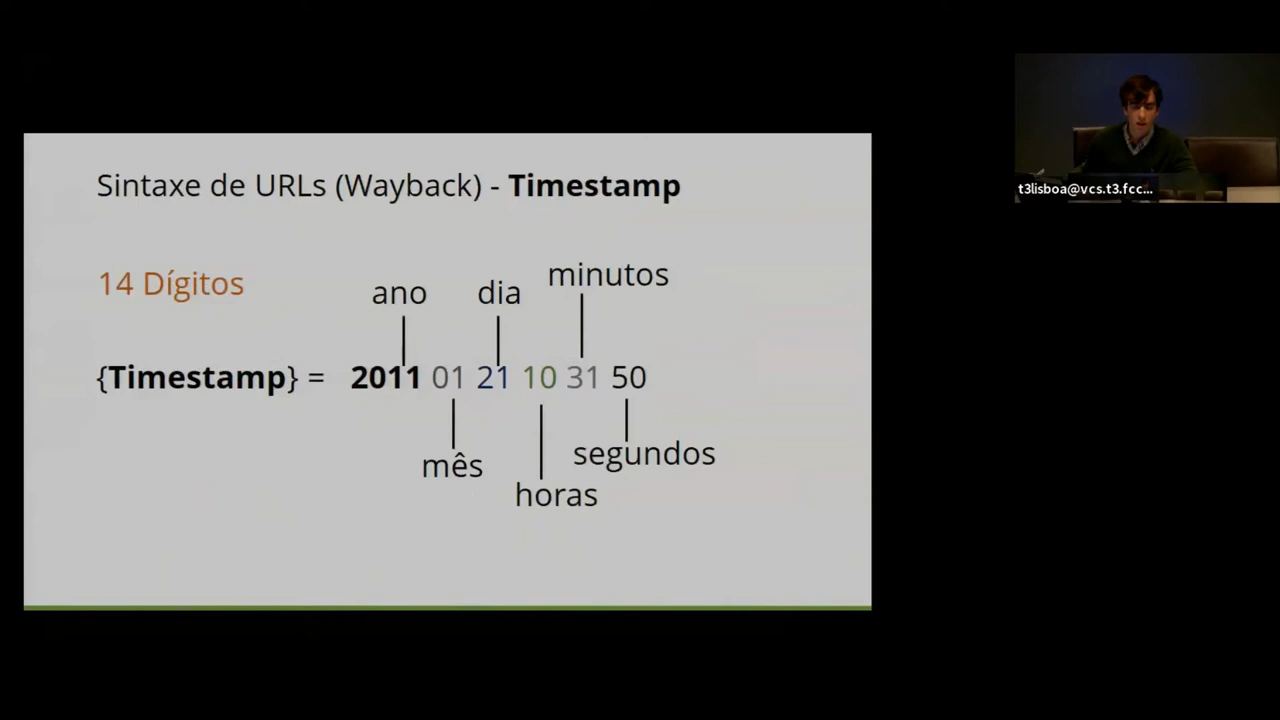 Sintaxe de URLs (Wayback) - Timestamp
14 Dígitos
ano
dia
minutos
{Timestamp} = 2011 01 21 10 31 50
mês
horas
segundos
t3lisboa@vcs.t3.fcc...